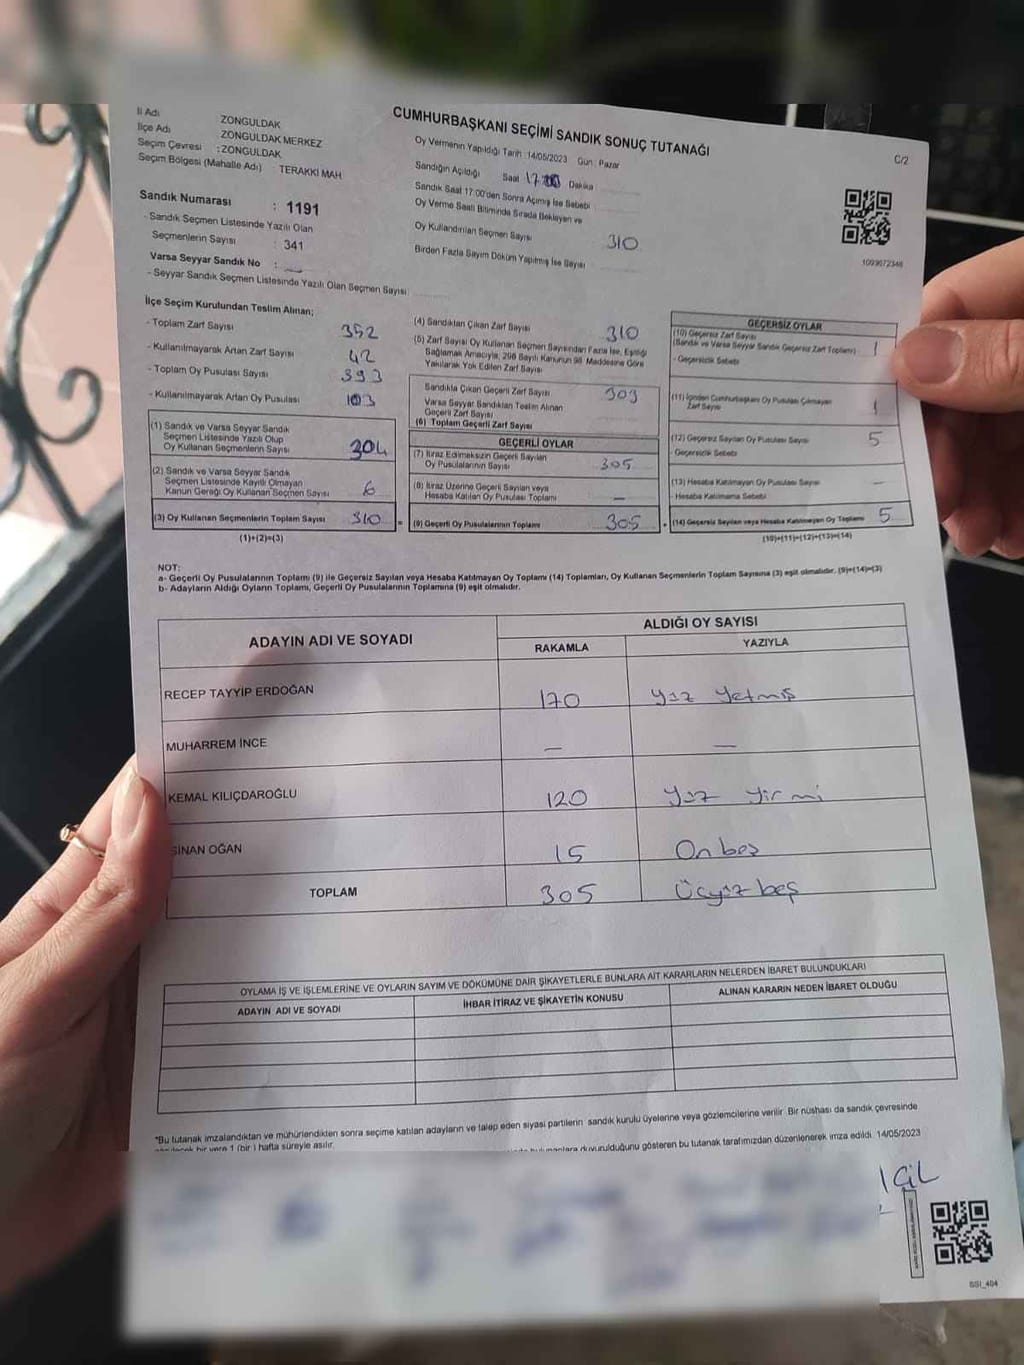 CUMHURBAŞKANI SEÇİMİ SANDIK SONUÇ TUTANAĞI
C/2
İl Adı ZONGULDAK
İlçe Adı ZONGULDAK MERKEZ
Seçim Çevresi : ZONGULDAK
Seçim Bölgesi (Mahalle Adı) : TERAKKİ MAH
Sandık Numarası : 1191
- Sandık Seçmen Listesinde Yazılı Olan
Seçmenlerin Sayısı : 341
Varsa Seyyar Sandık No :
- Seyyar Sandık Seçmen Listesinde Yazılı Olan Seçmen Sayısı :
Oy Vermenin Yapıldığı Tarih : 14/05/2023 Gün : Pazar
Sandığın Açıldığı Saat Dakika
Sandık Saat 17:00'den Sonra Açılmış İse Sebebi
Oy Verme Saati Bitiminde Sırada Bekleyen ve
Oy Kullandırılan Seçmen Sayısı 310
Birden Fazla Sayım Döküm Yapılmış İse Sayısı
1093672346
İlçe Seçim Kurulundan Teslim Alınan;
- Toplam Zarf Sayısı 352
- Kullanılmayarak Artan Zarf Sayısı 42
- Toplam Oy Pusulası Sayısı 393
- Kullanılmayarak Artan Oy Pusulası 103
(1) Sandık ve Varsa Seyyar Sandık
Seçmen Listesinde Yazılı Olup
Oy Kullanan Seçmenlerin Sayısı 304
(2) Sandık ve Varsa Seyyar Sandık
Seçmen Listesinde Kayıtlı Olmayan
Kanun Gereği Oy Kullanan Seçmen Sayısı 6
(3) Oy Kullanan Seçmenlerin Toplam Sayısı 310 =
(1)+(2)=(3)
(4) Sandıktan Çıkan Zarf Sayısı 310
(5) Zarf Sayısı Oy Kullanan Seçmen Sayısından Fazla İse, Eşitliği
Sağlamak Amacıyla, 298 Sayılı Kanunun 98. Maddesine Göre
Yakılarak Yok Edilen Zarf Sayısı
Sandıkta Çıkan Geçerli Zarf Sayısı 309
Varsa Seyyar Sandıktan Teslim Alınan
Geçerli Zarf Sayısı
(6) Toplam Geçerli Zarf Sayısı
GEÇERLİ OYLAR
(7) İtiraz Edilmeksizin Geçerli Sayılan
Oy Pusulalarının Sayısı 305
(8) İtiraz Üzerine Geçerli Sayılan veya
Hesaba Katılan Oy Pusulası Toplamı –
(9) Geçerli Oy Pusulalarının Toplamı 305 +
GEÇERSİZ OYLAR
(10) Geçersiz Zarf Sayısı
(Sandık ve Varsa Seyyar Sandık Geçersiz Zarf Toplamı) 1
- Geçersizlik Sebebi
(11) İçinden Cumhurbaşkanı Oy Pusulası Çıkmayan
Zarf Sayısı 1
(12) Geçersiz Sayılan Oy Pusulası Sayısı 5
- Geçersizlik Sebebi
(13) Hesaba Katılmayan Oy Pusulası Sayısı –
- Hesaba Katılmama Sebebi
(14) Geçersiz Sayılan veya Hesaba Katılmayan Oy Toplamı 5
(10)+(11)+(12)+(13)=(14)
NOT:
a- Geçerli Oy Pusulalarının Toplamı (9) ile Geçersiz Sayılan veya Hesaba Katılmayan Oy Toplamı (14) Toplamları, Oy Kullanan Seçmenlerin Toplam Sayısına (3) eşit olmalıdır. (9)+(14)=(3)
b- Adayların Aldığı Oyların Toplamı, Geçerli Oy Pusulalarının Toplamına (9) eşit olmalıdır.
ADAYIN ADI VE SOYADI ALDIĞI OY SAYISI
RAKAMLA YAZIYLA
RECEP TAYYİP ERDOĞAN 170 Yüz Yetmiş
MUHARREM İNCE – –
KEMAL KILIÇDAROĞLU 120 Yüz Yirmi
SİNAN OĞAN 15 On beş
TOPLAM 305 Üçyüz beş
OYLAMA İŞ VE İŞLEMLERİNE VE OYLARIN SAYIM VE DÖKÜMÜNE DAİR ŞİKAYETLERLE BUNLARA AİT KARARLARIN NELERDEN İBARET BULUNDUKLARI
ADAYIN ADI VE SOYADI İHBAR İTİRAZ VE ŞİKAYETİN KONUSU ALINAN KARARIN NEDEN İBARET OLDUĞU
*Bu tutanak imzalandıktan ve mühürlendikten sonra seçime katılan adayların ve talep eden siyasi partilerin sandık kurulu üyelerine veya gözlemcilerine verilir. Bir nüshası da sandık çevresinde
bir yere 1 (bir) hafta süreyle asılır. duyurulduğunu gösteren bu tutanak tarafımızdan düzenlenerek imza edildi. 14/05/2023
SSI_404